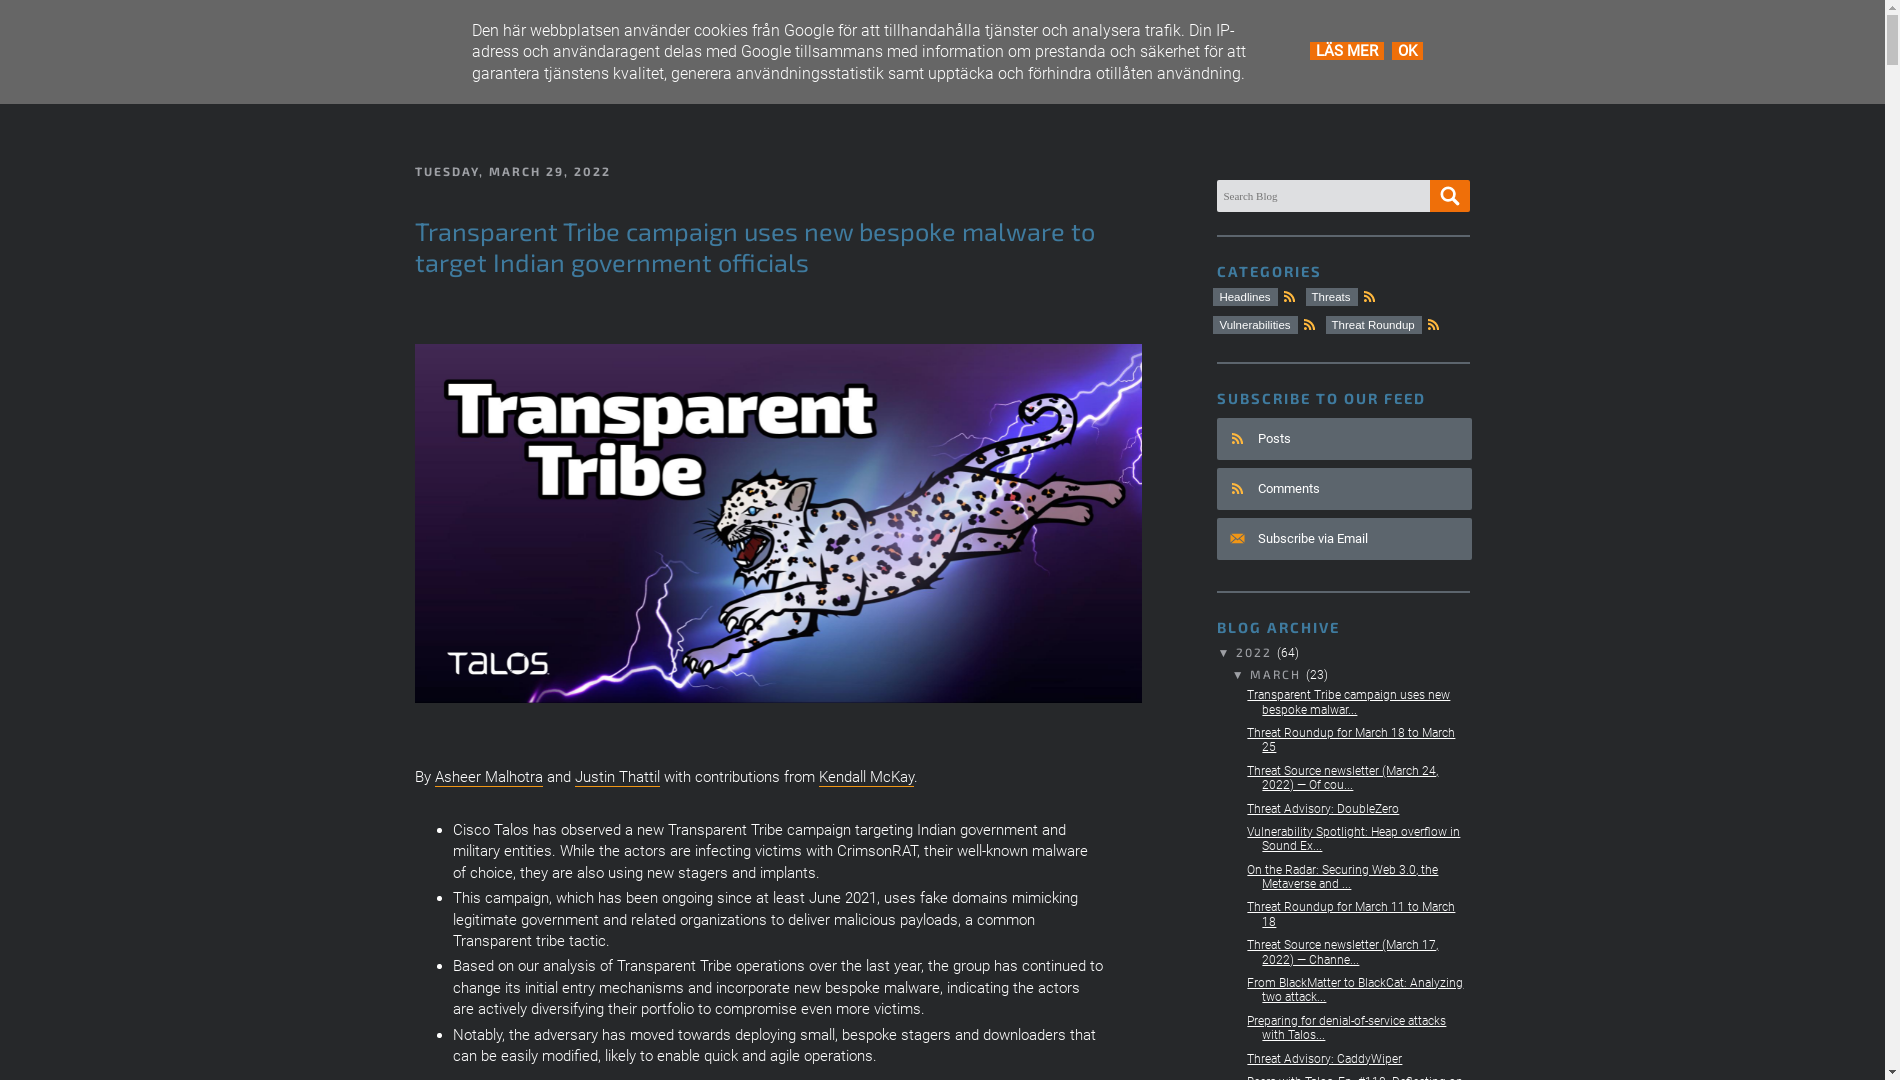 Den här webbplatsen använder cookies från Google för att tillhandahålla tjänster och analysera trafik. Din IP-
adress och användaragent delas med Google tillsammans med information om prestanda och säkerhet för att
garantera tjänstens kvalitet, generera användningsstatistik samt upptäcka och förhindra otillåten användning.
LÄS MER OK
TUESDAY, MARCH 29, 2022
Transparent Tribe campaign uses new bespoke malware to
target Indian government officials
Transparent
Tribe
TALOS
By Asheer Malhotra and Justin Thattil with contributions from Kendall McKay.
• Cisco Talos has observed a new Transparent Tribe campaign targeting Indian government and
military entities. While the actors are infecting victims with CrimsonRAT, their well-known malware
of choice, they are also using new stagers and implants.
• This campaign, which has been ongoing since at least June 2021, uses fake domains mimicking
legitimate government and related organizations to deliver malicious payloads, a common
Transparent tribe tactic.
• Based on our analysis of Transparent Tribe operations over the last year, the group has continued to
change its initial entry mechanisms and incorporate new bespoke malware, indicating the actors
are actively diversifying their portfolio to compromise even more victims.
• Notably, the adversary has moved towards deploying small, bespoke stagers and downloaders that
can be easily modified, likely to enable quick and agile operations.
Search Blog
CATEGORIES
Headlines Threats
Vulnerabilities Threat Roundup
SUBSCRIBE TO OUR FEED
Posts
Comments
Subscribe via Email
BLOG ARCHIVE
▼ 2022 (64)
▼ MARCH (23)
Transparent Tribe campaign uses new
bespoke malwar...
Threat Roundup for March 18 to March
25
Threat Source newsletter (March 24,
2022) — Of cou...
Threat Advisory: DoubleZero
Vulnerability Spotlight: Heap overflow in
Sound Ex...
On the Radar: Securing Web 3.0, the
Metaverse and ...
Threat Roundup for March 11 to March
18
Threat Source newsletter (March 17,
2022) — Channe...
From BlackMatter to BlackCat: Analyzing
two attack...
Preparing for denial-of-service attacks
with Talos...
Threat Advisory: CaddyWiper